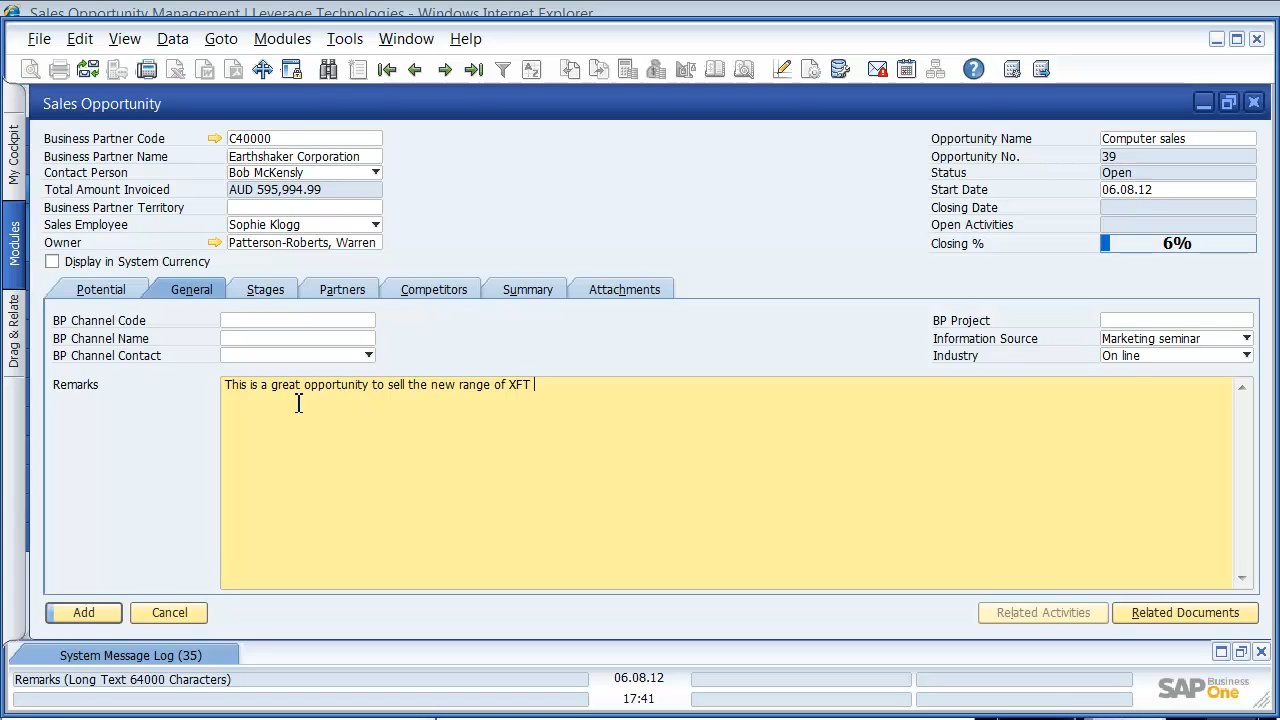 Sales Opportunity Management | Leverage Technologies - Windows Internet Explorer
File Edit View Data Goto Modules Tools Window Help
Sales Opportunity
My Cockpit
Modules
Drag & Relate
Business Partner Code C40000
Business Partner Name Earthshaker Corporation
Contact Person Bob McKensly
Total Amount Invoiced AUD 595,994.99
Business Partner Territory
Sales Employee Sophie Klogg
Owner Patterson-Roberts, Warren
Display in System Currency
Opportunity Name Computer sales
Opportunity No. 39
Status Open
Start Date 06.08.12
Closing Date
Open Activities
Closing % 6%
Potential General Stages Partners Competitors Summary Attachments
BP Channel Code
BP Channel Name
BP Channel Contact
BP Project
Information Source Marketing seminar
Industry On line
Remarks This is a great opportunity to sell the new range of XFT
Add Cancel Related Activities Related Documents
System Message Log (35)
Remarks (Long Text 64000 Characters) 06.08.12
17:41
SAP Business One